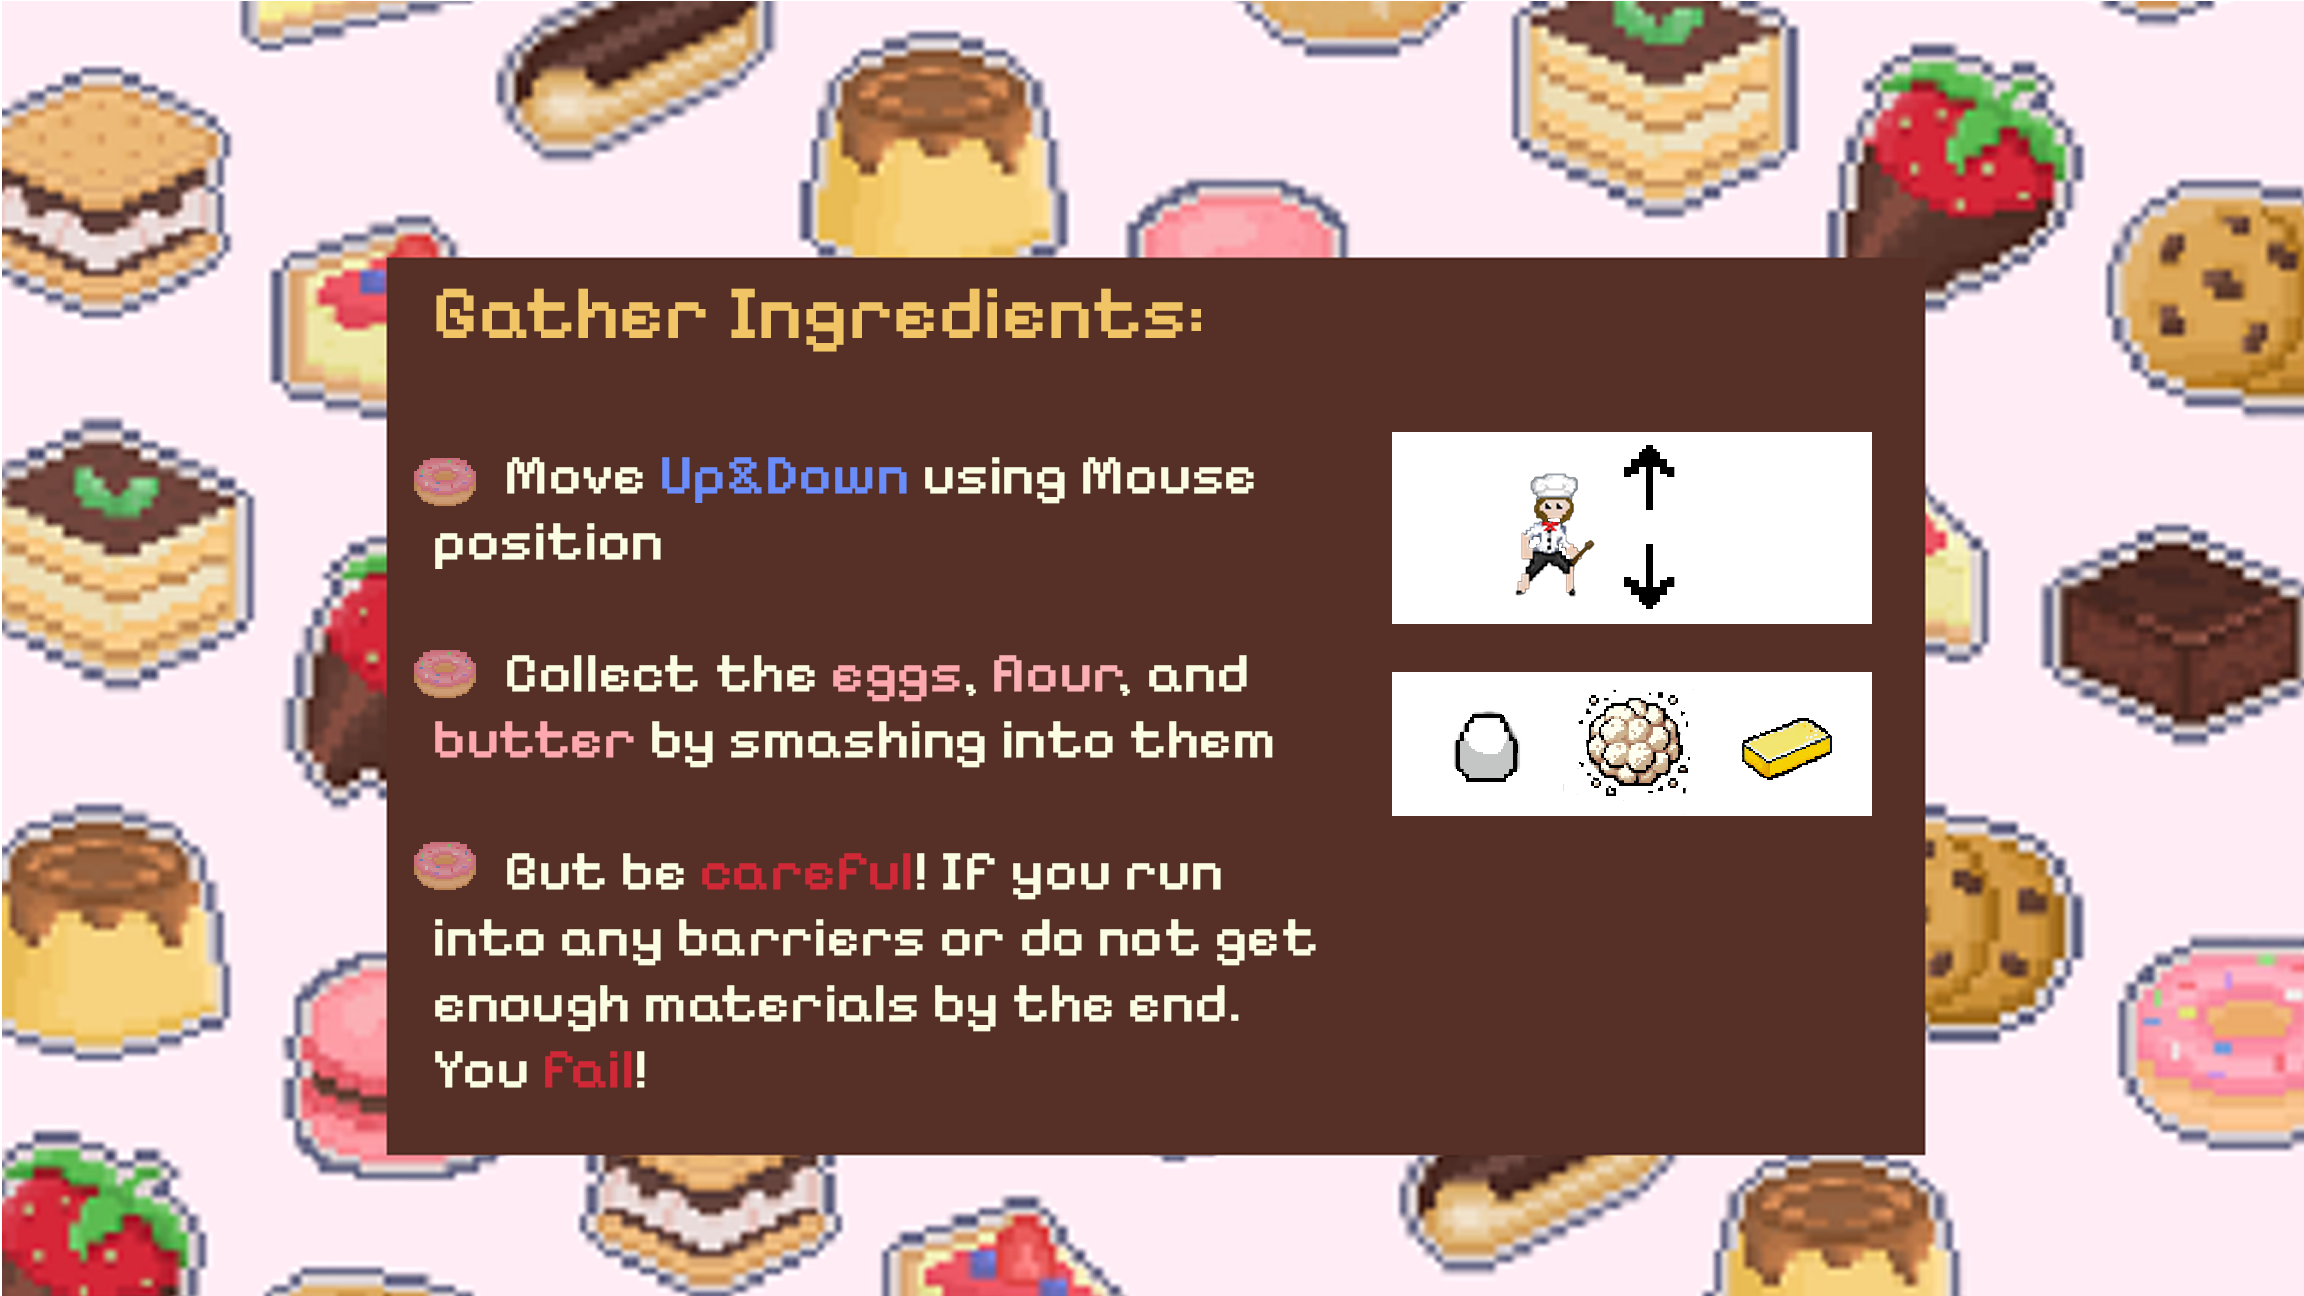 Gather Ingredients:
Move Up&Down using Mouse
position
Collect the eggs, flour, and
butter by smashing into them
But be careful! If you run
into any barriers or do not get
enough materials by the end.
You fail!